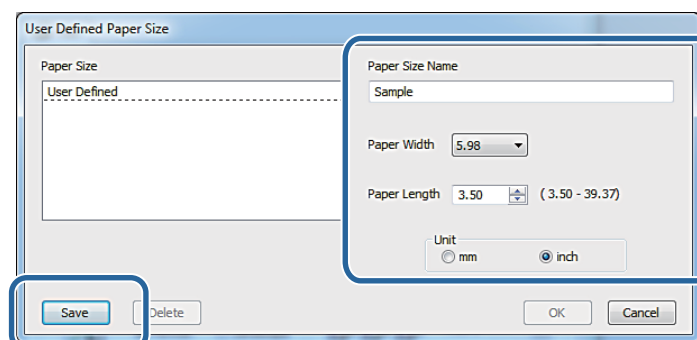 User Defined Paper Size
Paper Size
User Defined
Paper Size Name
Sample
Paper Width 5.98
Paper Length 3.50 ( 3.50 - 39.37)
Unit
mm inch
Save Delete OK Cancel